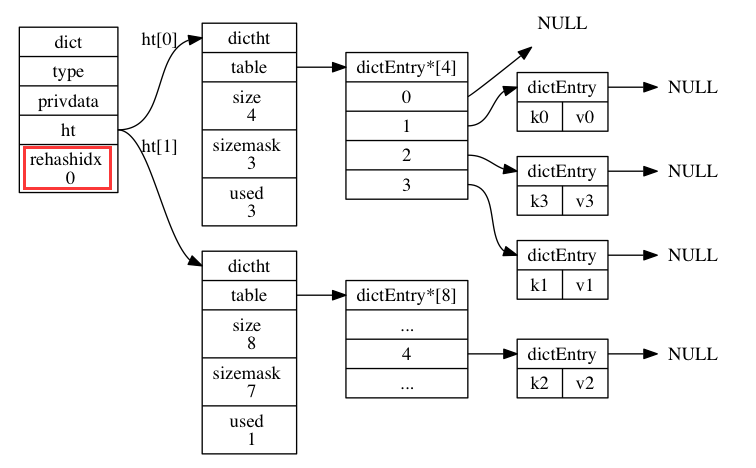 dict
type
privdata
ht
rehashidx
0
ht[0]
ht[1]
dictht
table
size
4
sizemask
3
used
3
dictEntry*[4]
0
1
2
3
NULL
dictEntry
k0 v0
NULL
dictEntry
k3 v3
NULL
dictEntry
k1 v1
NULL
dictht
table
size
8
sizemask
7
used
1
dictEntry*[8]
...
4
...
dictEntry
k2 v2
NULL